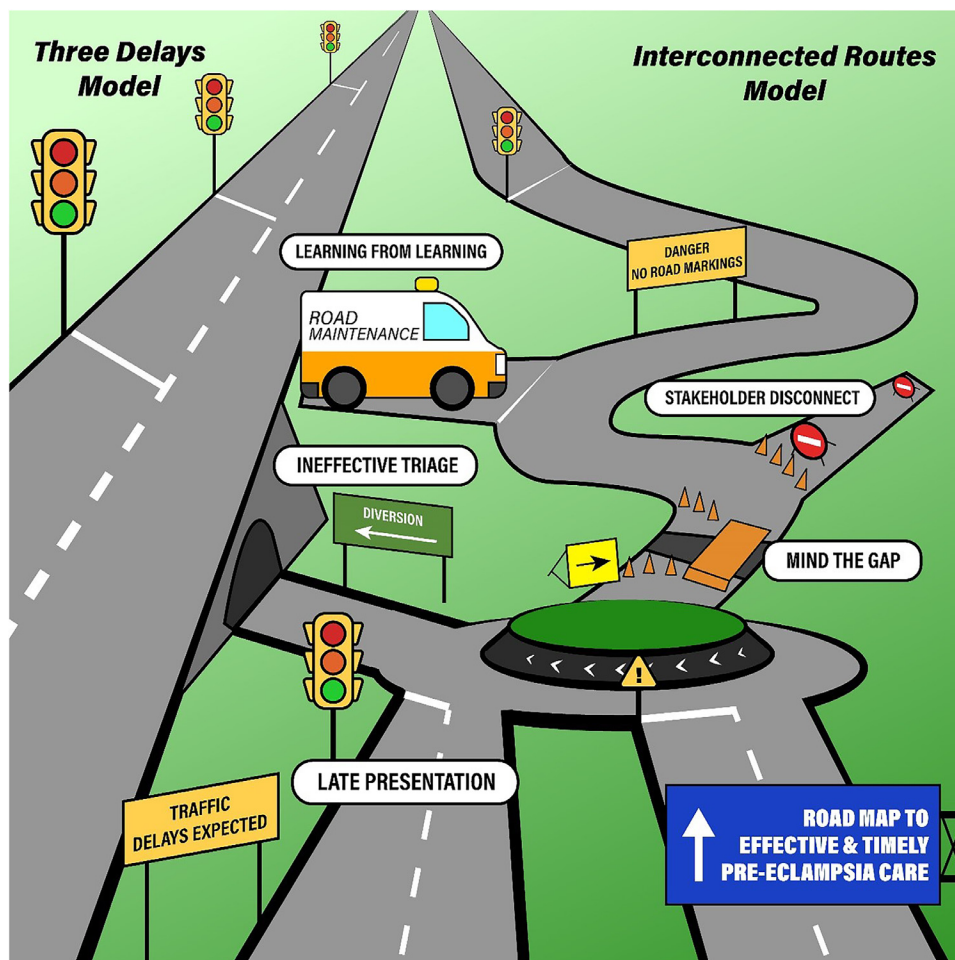 Three Delays
Model
Interconnected Routes
Model
LEARNING FROM LEARNING
ROAD
MAINTENANCE
DANGER
NO ROAD MARKINGS
STAKEHOLDER DISCONNECT
INEFFECTIVE TRIAGE
DIVERSION
MIND THE GAP
!
LATE PRESENTATION
TRAFFIC
DELAYS EXPECTED
ROAD MAP TO
EFFECTIVE & TIMELY
PRE-ECLAMPSIA CARE